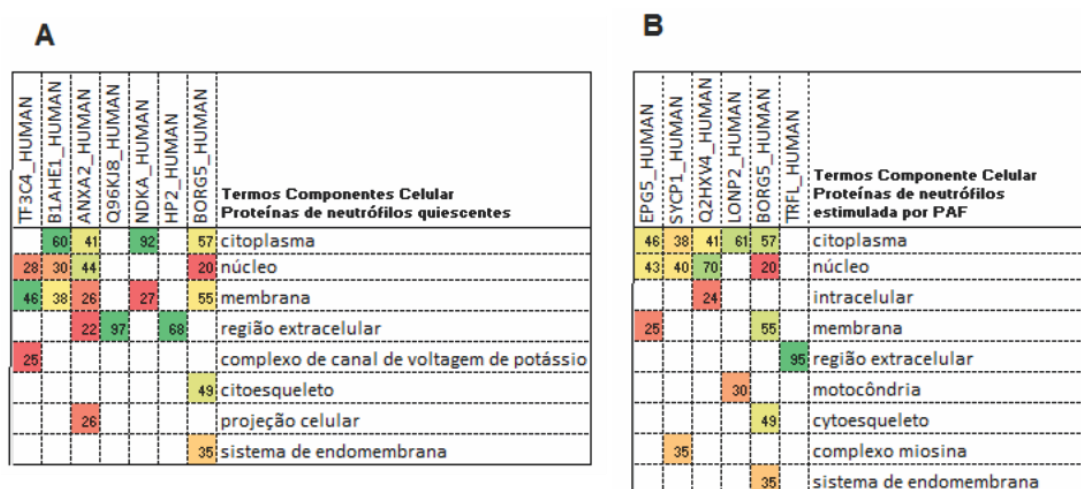 A
TF3C4_HUMAN
B1AHE1_HUMAN
ANXA2_HUMAN
Q96KJ8_HUMAN
NDKA_HUMAN
HP2_HUMAN
BORG5_HUMAN
Termos Componentes Celular
Proteínas de neutrófilos quiescentes
60 41 92 57 citoplasma
28 30 44 20 núcleo
46 38 26 27 55 membrana
22 97 68 região extracelular
25 complexo de canal de voltagem de potássio
49 citoesqueleto
26 projeção celular
35 sistema de endomembrana
B
EPG5_HUMAN
SYCP1_HUMAN
Q2HXV4_HUMAN
LONP2_HUMAN
BORG5_HUMAN
TRFL_HUMAN
Termos Componente Celular
Proteínas de neutrófilos
estimulada por PAF
46 38 41 61 57 citoplasma
43 40 70 20 núcleo
24 intracelular
25 55 membrana
95 região extracelular
30 motocôndria
49 cytoesqueleto
35 complexo miosina
35 sistema de endomembrana